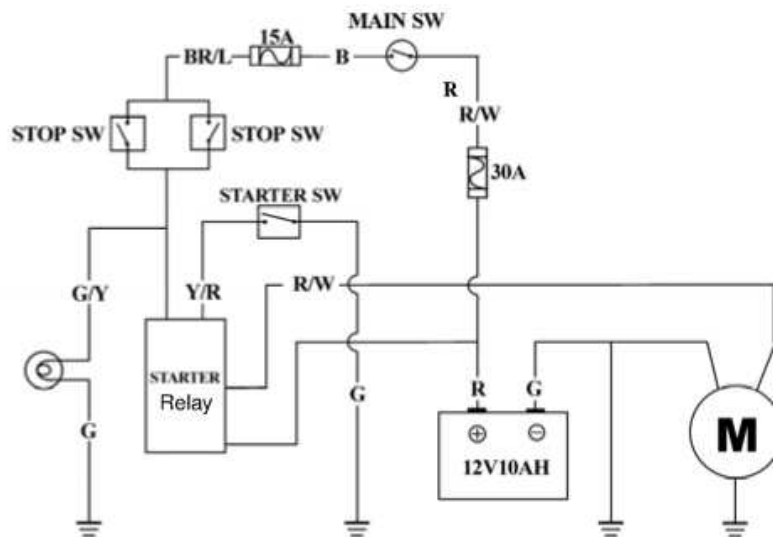 MAIN SW
15A
BR/L
B
R
R/W
STOP SW
STOP SW
30A
STARTER SW
G/Y
Y/R
R/W
STARTER
Relay
G
G
R
G
M
12V10AH